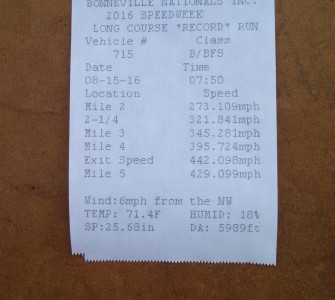 BONNEVILLE NATIONALS INC.
2016 SPEEDWEEK
LONG COURSE *RECORD* RUN
Vehicle # Class
715 B/BFS
Date Time
08-15-16 07:50
Location Speed
Mile 2 273.109mph
2-1/4 321.841mph
Mile 3 345.281mph
Mile 4 395.724mph
Exit Speed 442.098mph
Mile 5 429.099mph
Wind:6mph from the NW
TEMP: 71.4F HUMID: 18%
SP:25.68in DA: 5989ft